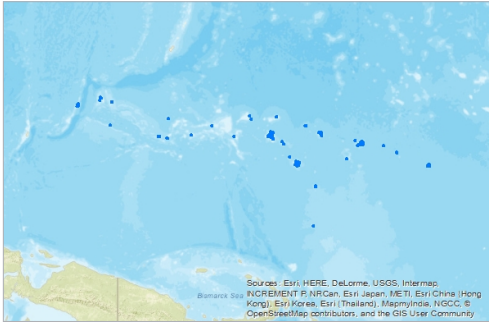 Bismarck Sea
Sources: Esri, HERE, DeLorme, USGS, Intermap
INCREMENT P, NRCan, Esri Japan, METI, Esri China (Hong
Kong), Esri Korea, Esri (Thailand), MapmyIndia, NGCC, ©
OpenStreetMap contributors, and the GIS User Community